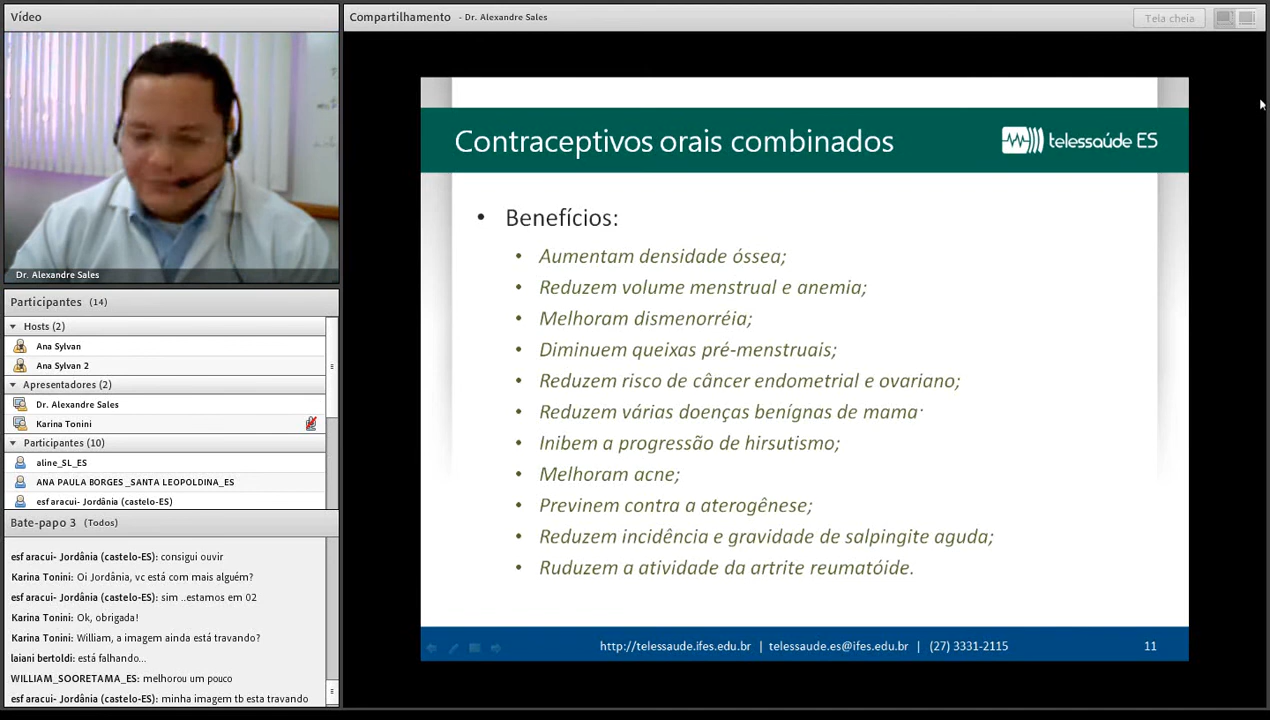 Vídeo
Dr. Alexandre Sales
Participantes (14)
Hosts (2)
Ana Sylvan
Ana Sylvan 2
Apresentadores (2)
Dr. Alexandre Sales
Karina Tonini
Participantes (10)
aline_SL_ES
ANA PAULA BORGES _SANTA LEOPOLDINA_ES
esf aracui- Jordânia (castelo-ES)
Bate-papo 3 (Todos)
esf aracui- Jordânia (castelo-ES): consigui ouvir
Karina Tonini: Oi Jordânia, vc está com mais alguém?
esf aracui- Jordânia (castelo-ES): sim ..estamos em 02
Karina Tonini: Ok, obrigada!
Karina Tonini: William, a imagem ainda está travando?
laiani bertoldi: está falhando...
WILLIAM_SOORETAMA_ES: melhorou um pouco
esf aracui- Jordânia (castelo-ES): minha imagem tb esta travando
Compartilhamento - Dr. Alexandre Sales
Tela cheia
Contraceptivos orais combinados
telessaúde ES
• Benefícios:
• Aumentam densidade óssea;
• Reduzem volume menstrual e anemia;
• Melhoram dismenorréia;
• Diminuem queixas pré-menstruais;
• Reduzem risco de câncer endometrial e ovariano;
• Reduzem várias doenças benígnas de mama·
• Inibem a progressão de hirsutismo;
• Melhoram acne;
• Previnem contra a aterogênese;
• Reduzem incidência e gravidade de salpingite aguda;
• Ruduzem a atividade da artrite reumatóide.
http://telessaude.ifes.edu.br | telessaude.es@ifes.edu.br | (27) 3331-2115
11